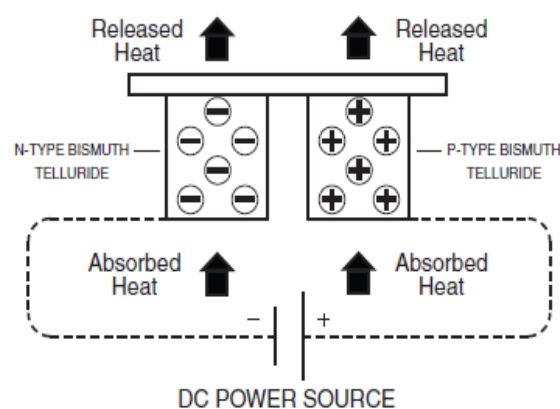 Released
Heat
Released
Heat
N-TYPE BISMUTH
TELLURIDE
P-TYPE BISMUTH
TELLURIDE
Absorbed
Heat
Absorbed
Heat
− +
DC POWER SOURCE